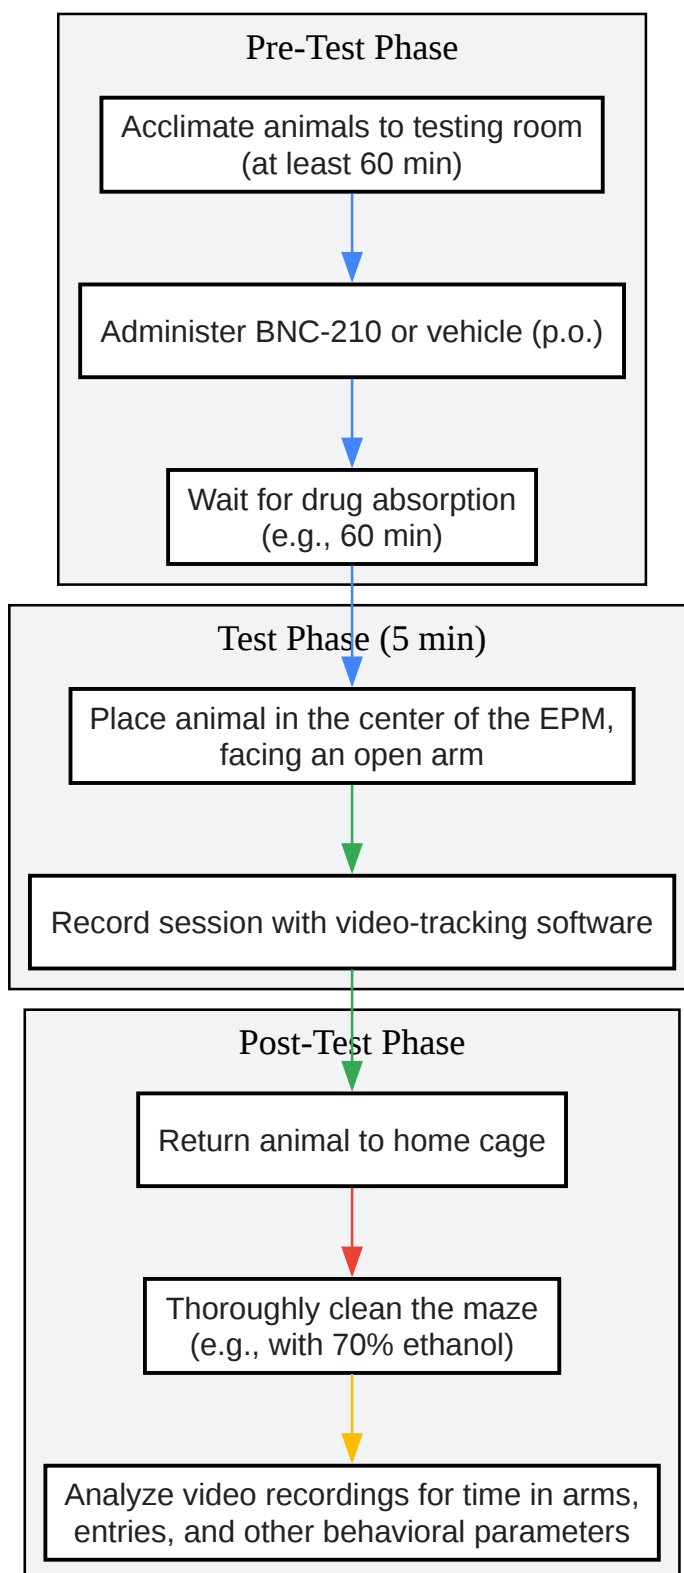 Pre-Test Phase
Acclimate animals to testing room
(at least 60 min)
Administer BNC-210 or vehicle (p.o.)
Wait for drug absorption
(e.g., 60 min)
Test Phase (5 min)
Place animal in the center of the EPM,
facing an open arm
Record session with video-tracking software
Post-Test Phase
Return animal to home cage
Thoroughly clean the maze
(e.g., with 70% ethanol)
Analyze video recordings for time in arms,
entries, and other behavioral parameters